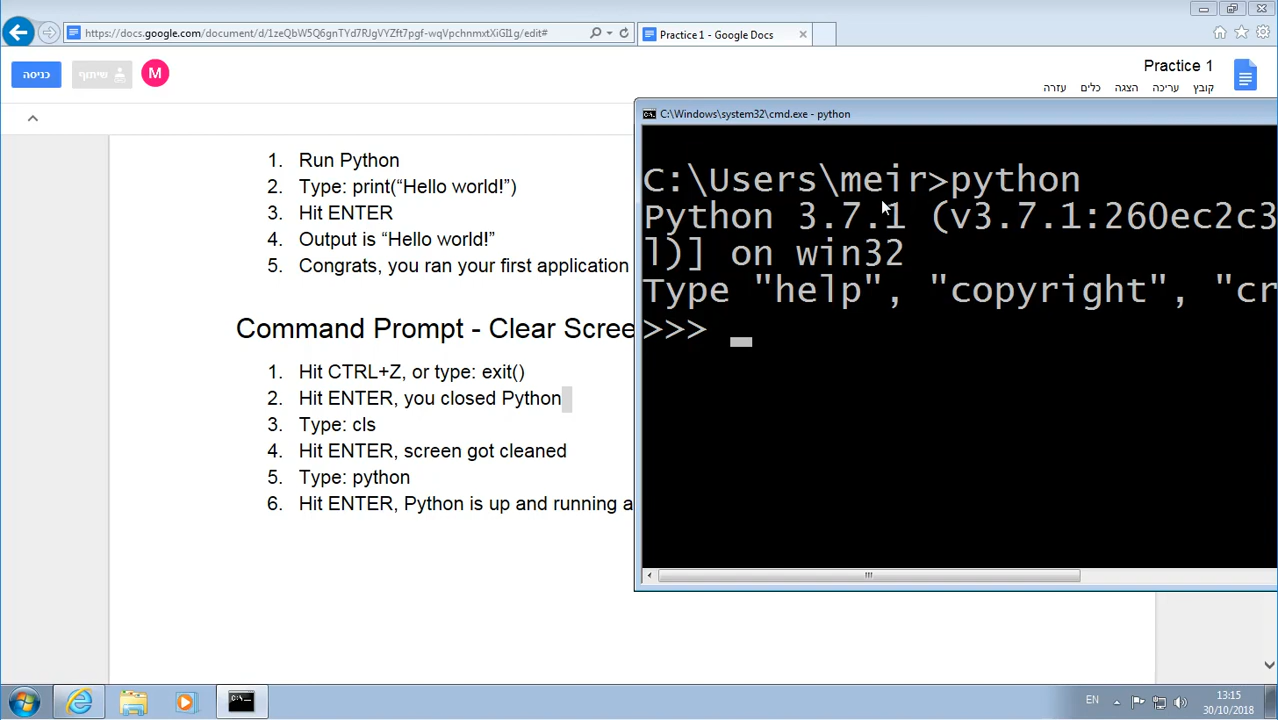 https://docs.google.com/document/d/1zeQbW5Q6gnTYd7RJgVYZft7pgf-wqVpchnmxtXiGI1g/edit#
Practice 1 - Google Docs
כניסה
שיתוף
M
Practice 1
קובץ עריכה הצגה כלים עזרה
1. Run Python
2. Type: print(“Hello world!”)
3. Hit ENTER
4. Output is “Hello world!”
5. Congrats, you ran your first application
Command Prompt - Clear Scree
1. Hit CTRL+Z, or type: exit()
2. Hit ENTER, you closed Python
3. Type: cls
4. Hit ENTER, screen got cleaned
5. Type: python
6. Hit ENTER, Python is up and running a
C:\Windows\system32\cmd.exe - python
C:\Users\meir>python
Python 3.7.1 (v3.7.1:260ec2c3
l)] on win32
Type "help", "copyright", "cr
>>>
EN
13:15
30/10/2018